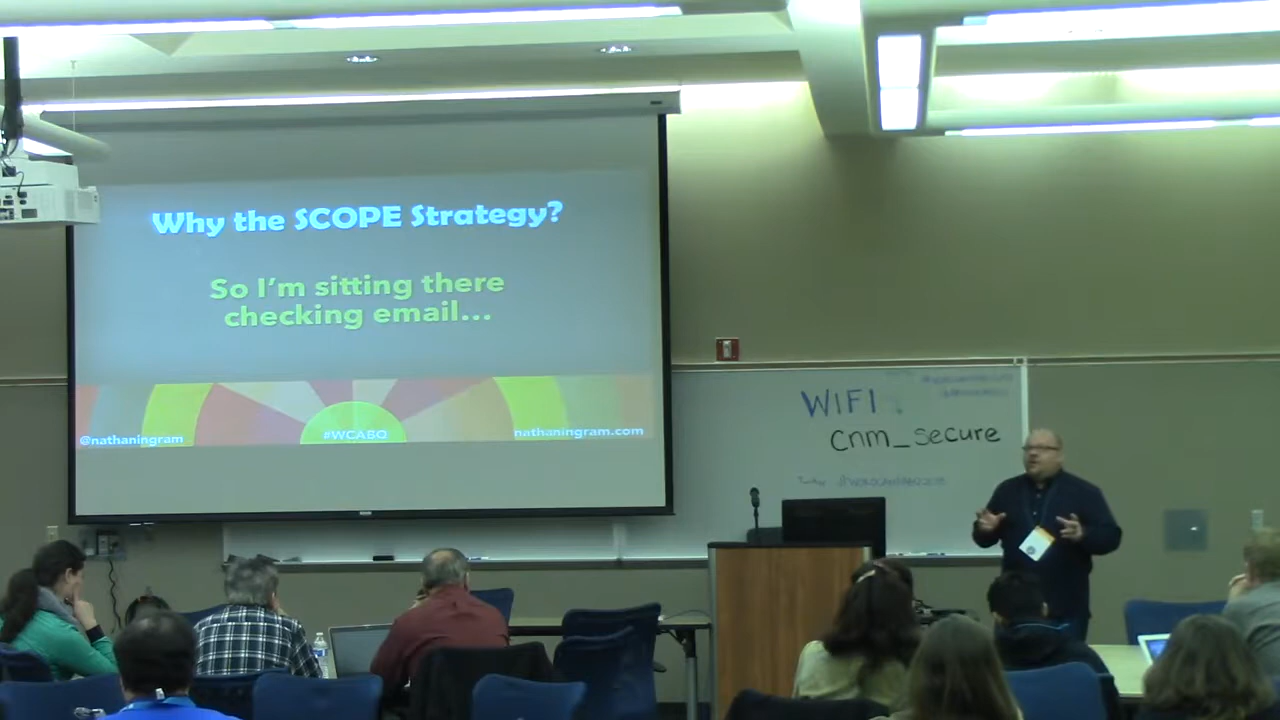 Why the SCOPE Strategy?
So I'm sitting there
checking email...
@nathaningram
#WCABQ
nathaningram.com
WIFI
cnm_secure